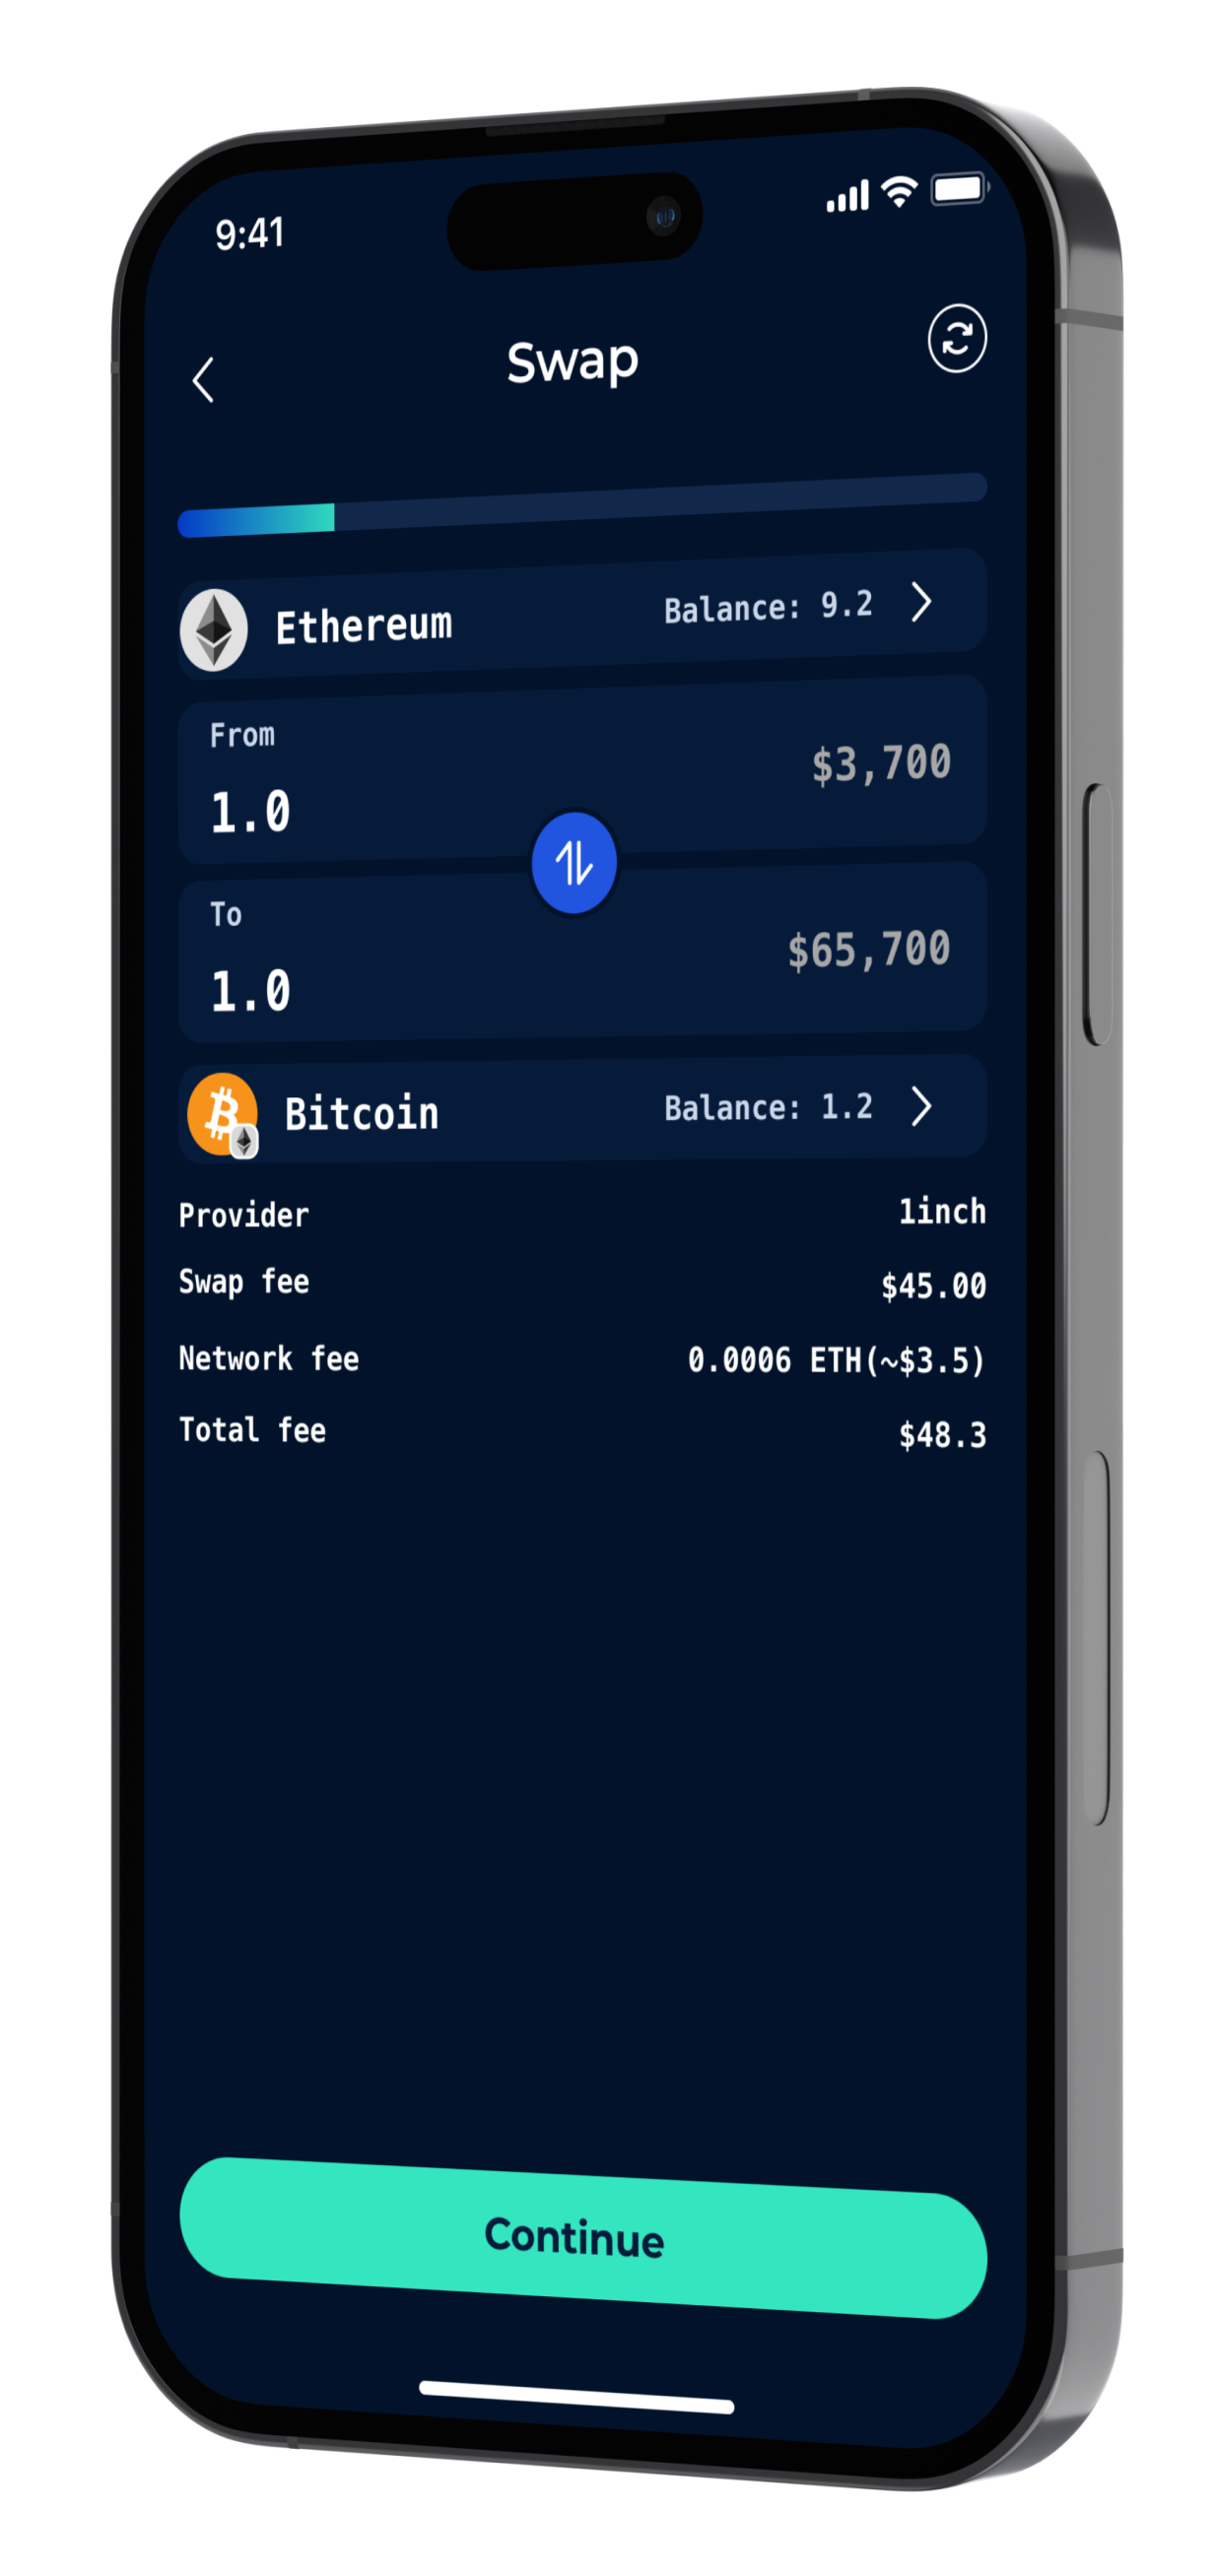 9:41
Swap
Ethereum
Balance: 9.2
From
1.0
$3,700
To
1.0
$65,700
Bitcoin
Balance: 1.2
Provider
1inch
Swap fee
$45.00
Network fee
0.0006 ETH(~$3.5)
Total fee
$48.3
Continue